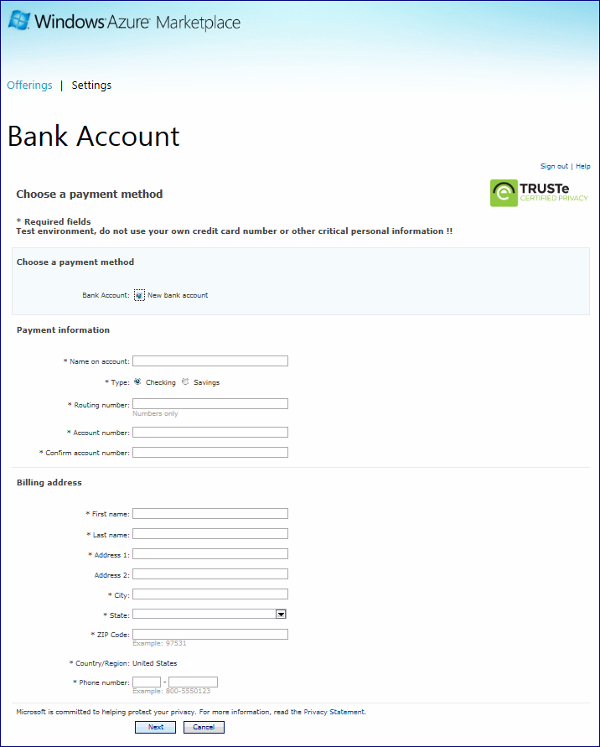 Windows Azure™ Marketplace
Offerings | Settings
Bank Account
Sign out | Help
Choose a payment method
TRUSTe
CERTIFIED PRIVACY
* Required fields
Test environment, do not use your own credit card number or other critical personal information !!
Choose a payment method
Bank Account: New bank account
Payment information
* Name on account:
* Type: Checking Savings
* Routing number:
Numbers only
* Account number:
* Confirm account number:
Billing address
* First name:
* Last name:
* Address 1:
Address 2:
* City:
* State:
* ZIP Code:
Example: 97531
* Country/Region: United States
* Phone number: -
Example: 800-5550123
Microsoft is committed to helping protect your privacy. For more information, read the Privacy Statement.
Next Cancel